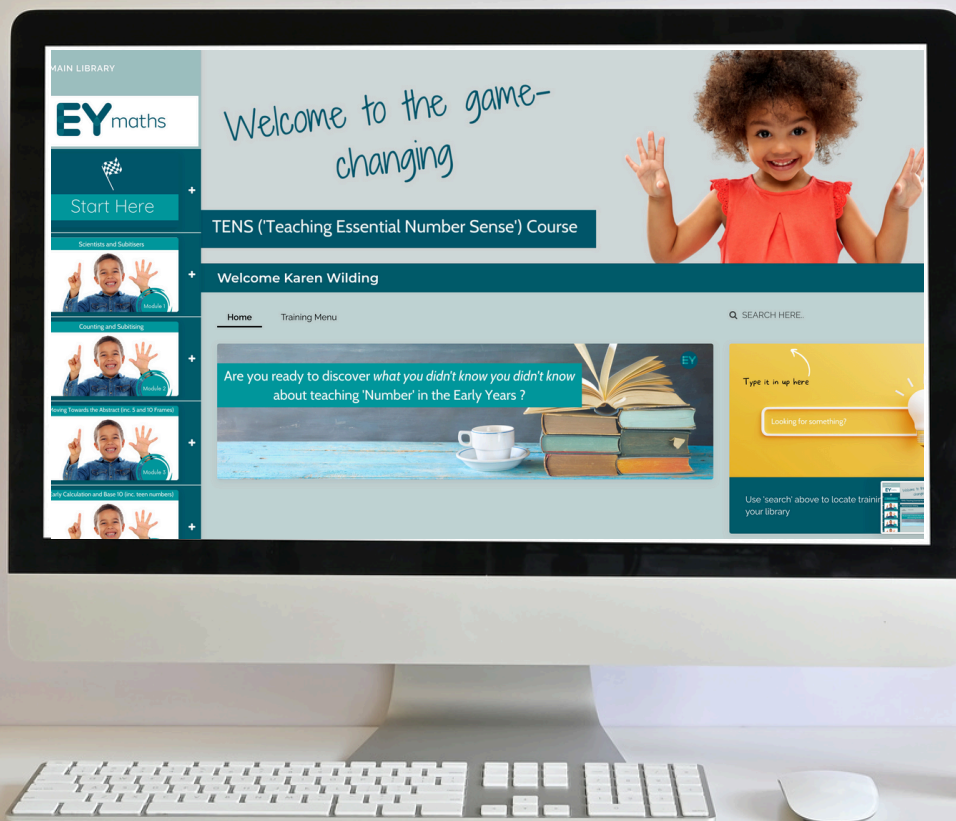 MAIN LIBRARY
EY maths
Start Here
Scientists and Subitisers
Module 1
Counting and Subitising
Module 2
Moving Towards the Abstract (inc. 5 and 10 Frames)
Module 3
Early Calculation and Base 10 (inc. teen numbers)
Welcome to the game-
changing
TENS ('Teaching Essential Number Sense') Course
Welcome Karen Wilding
Home Training Menu
SEARCH HERE..
Are you ready to discover what you didn't know you didn't know
about teaching 'Number' in the Early Years ?
EY
Type it in up here
Looking for something?
Use 'search' above to locate
your library